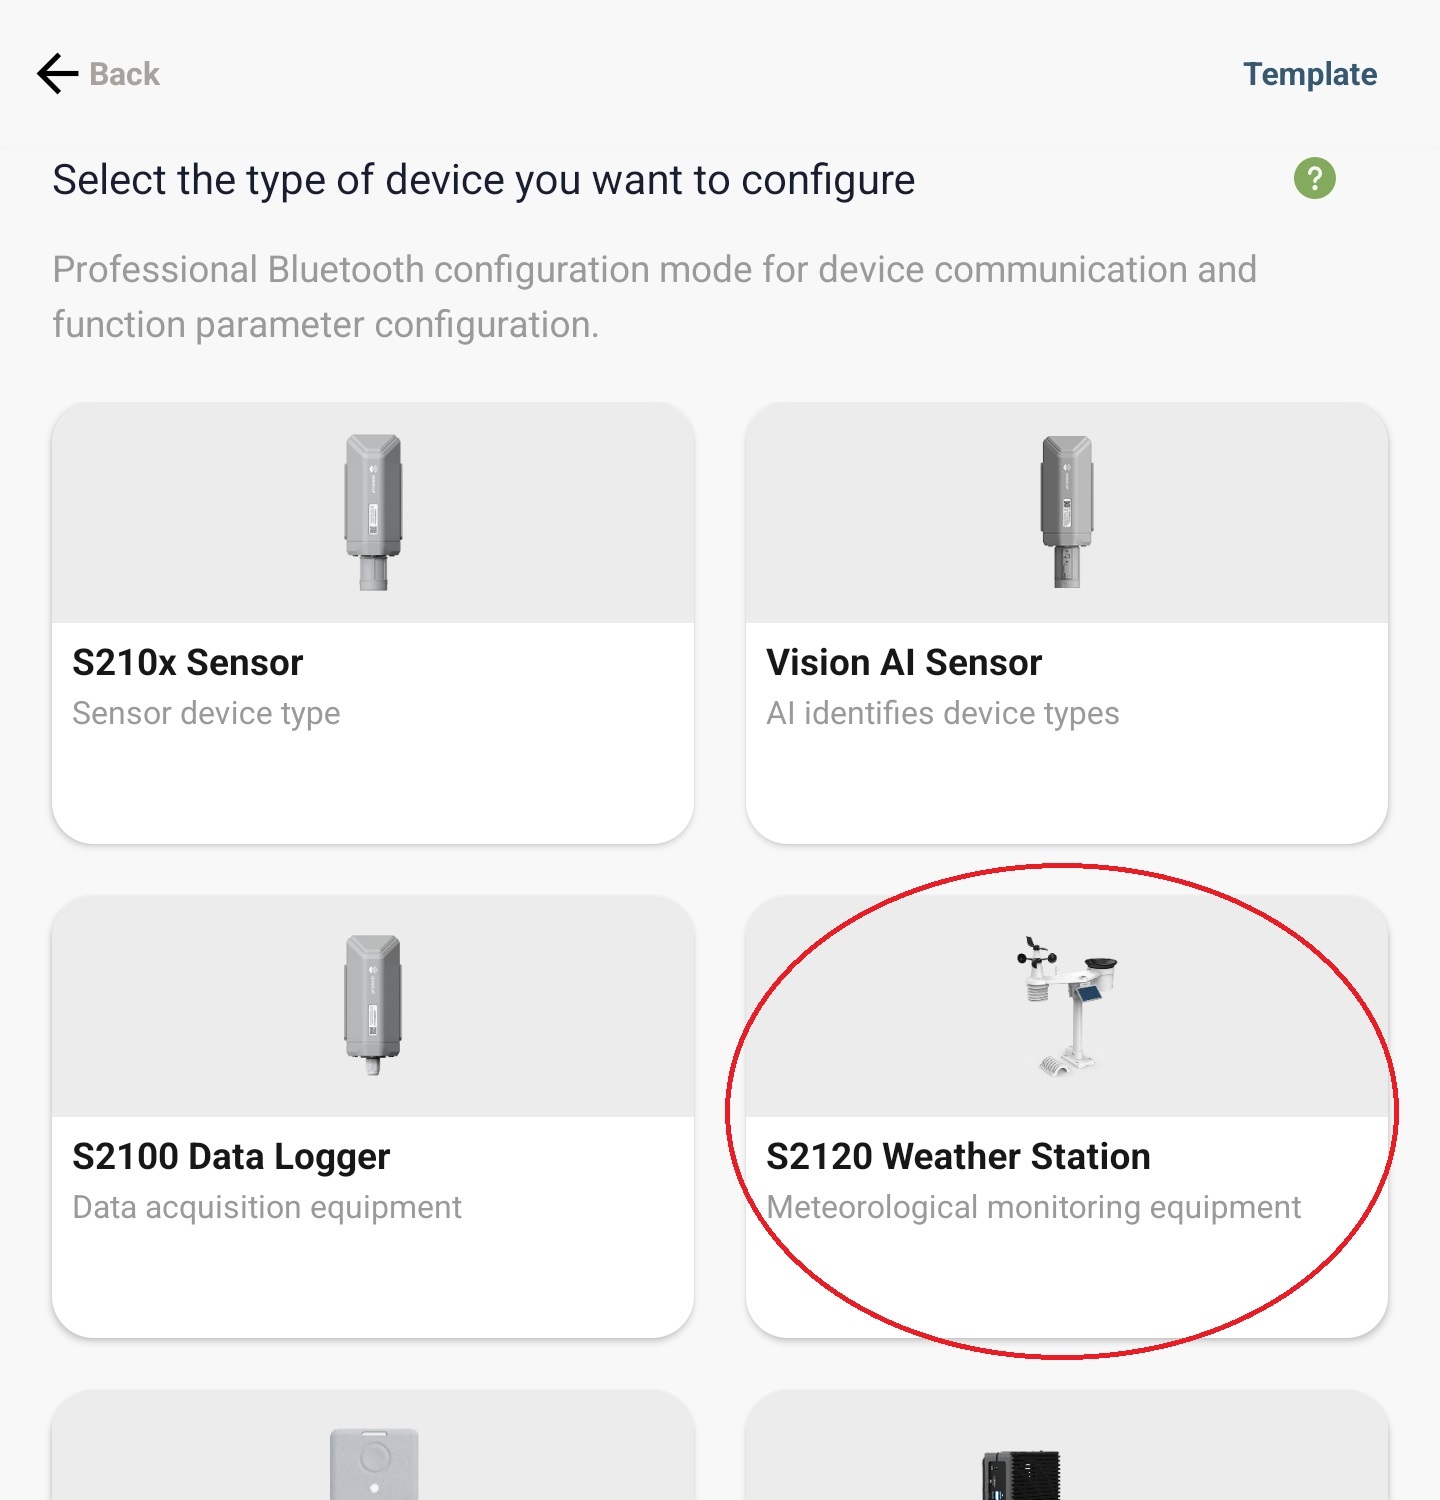 Back
Template
Select the type of device you want to configure
?
Professional Bluetooth configuration mode for device communication and
function parameter configuration.
S210x Sensor
Sensor device type
Vision AI Sensor
AI identifies device types
S2100 Data Logger
Data acquisition equipment
S2120 Weather Station
Meteorological monitoring equipment